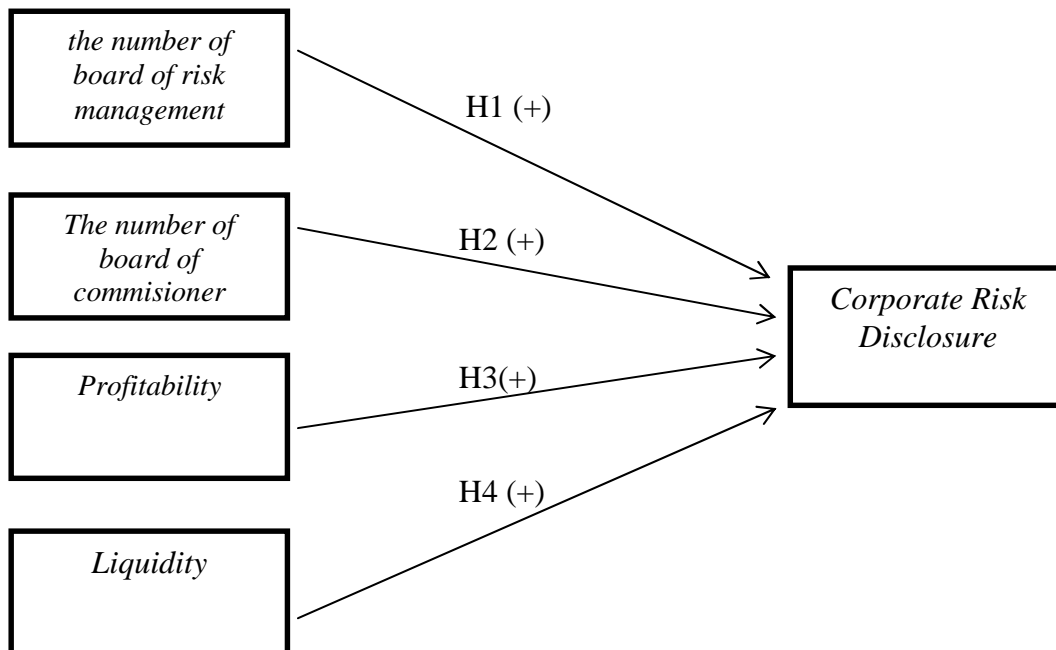 the number of
board of risk
management
H1 (+)
The number of
board of
commisioner
H2 (+)
Corporate Risk
Disclosure
Profitability
H3(+)
H4 (+)
Liquidity